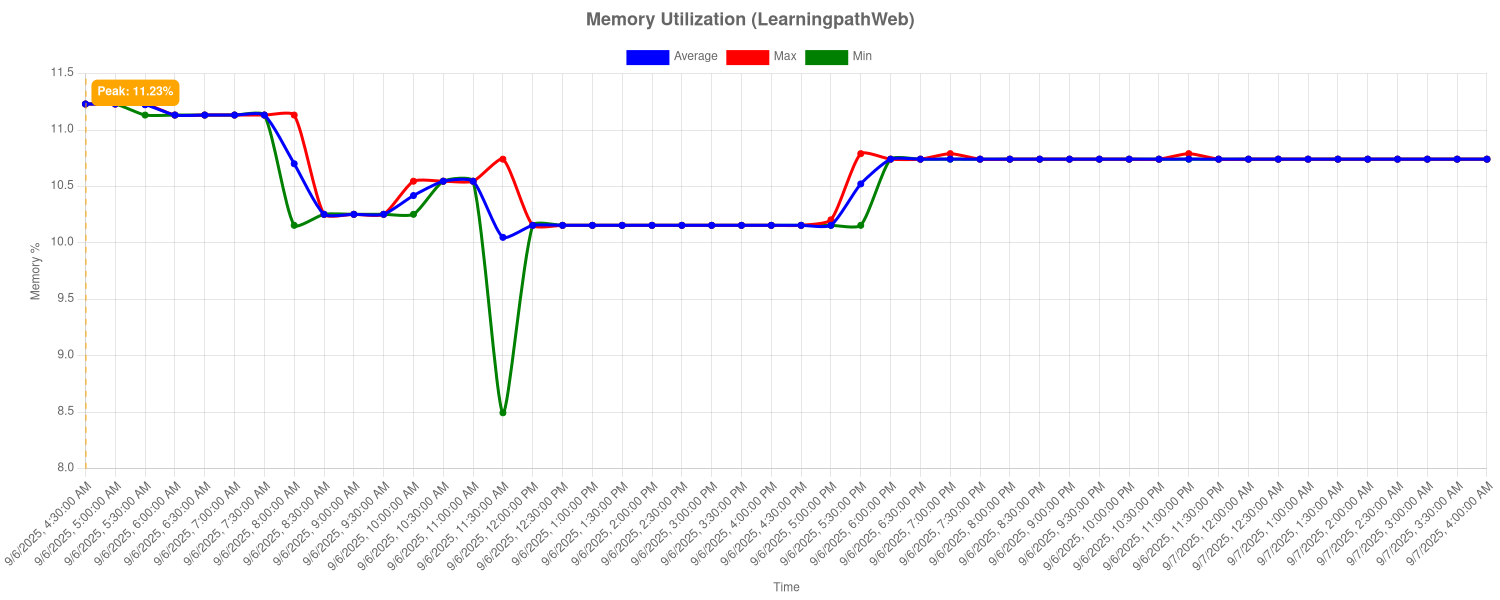 Memory Utilization (LearningpathWeb)
Average Max Min
Peak: 11.23%
11.5
11.0
10.5
10.0
9.5
9.0
8.5
8.0
Memory %
9/6/2025, 4:30:00 AM
9/6/2025, 5:00:00 AM
9/6/2025, 5:30:00 AM
9/6/2025, 6:00:00 AM
9/6/2025, 6:30:00 AM
9/6/2025, 7:00:00 AM
9/6/2025, 7:30:00 AM
9/6/2025, 8:00:00 AM
9/6/2025, 8:30:00 AM
9/6/2025, 9:00:00 AM
9/6/2025, 9:30:00 AM
9/6/2025, 10:00:00 AM
9/6/2025, 10:30:00 AM
9/6/2025, 11:00:00 AM
9/6/2025, 11:30:00 AM
9/6/2025, 12:00:00 PM
9/6/2025, 12:30:00 PM
9/6/2025, 1:00:00 PM
9/6/2025, 1:30:00 PM
9/6/2025, 2:00:00 PM
9/6/2025, 2:30:00 PM
9/6/2025, 3:00:00 PM
9/6/2025, 3:30:00 PM
9/6/2025, 4:00:00 PM
9/6/2025, 4:30:00 PM
9/6/2025, 5:00:00 PM
9/6/2025, 5:30:00 PM
9/6/2025, 6:00:00 PM
9/6/2025, 6:30:00 PM
9/6/2025, 7:00:00 PM
9/6/2025, 7:30:00 PM
9/6/2025, 8:00:00 PM
9/6/2025, 8:30:00 PM
9/6/2025, 9:00:00 PM
9/6/2025, 9:30:00 PM
9/6/2025, 10:00:00 PM
9/6/2025, 10:30:00 PM
9/6/2025, 11:00:00 PM
9/6/2025, 11:30:00 PM
9/7/2025, 12:00:00 AM
9/7/2025, 12:30:00 AM
9/7/2025, 1:00:00 AM
9/7/2025, 1:30:00 AM
9/7/2025, 2:00:00 AM
9/7/2025, 2:30:00 AM
9/7/2025, 3:00:00 AM
9/7/2025, 3:30:00 AM
9/7/2025, 4:00:00 AM
Time